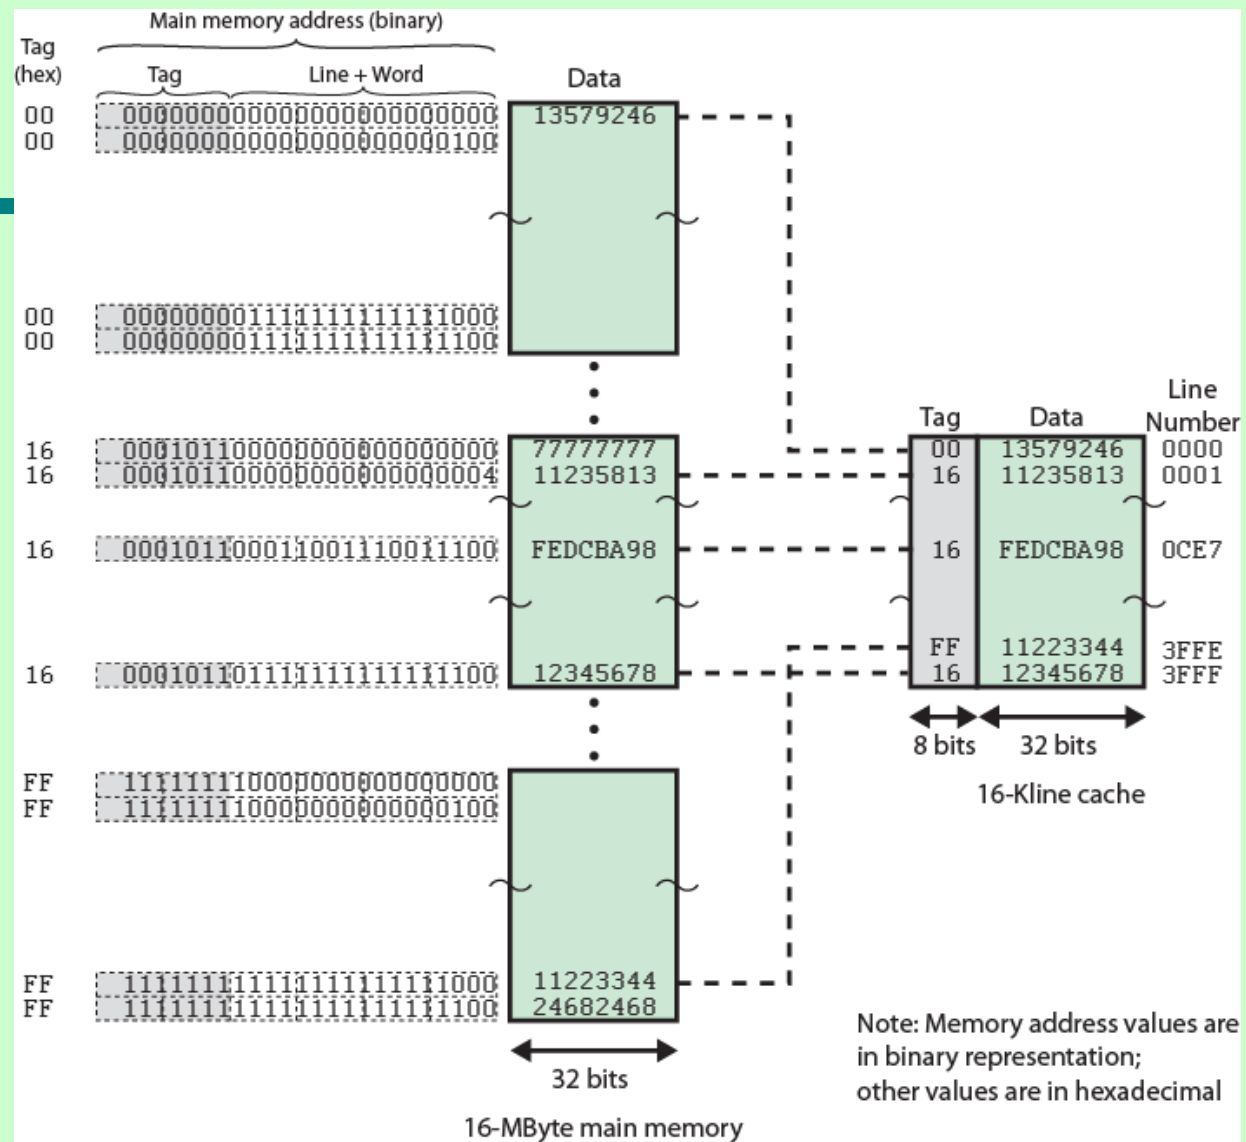 Main memory address (binary)
Tag
(hex)
Tag
Line + Word
Data
00 000000000000000000000000 13579246
00 000000000000000000000100
00 000000001111111111111000
00 000000001111111111111100
Line
Tag Data Number
16 000101100000000000000000 77777777 00 13579246 0000
16 000101100000000000000004 11235813 16 11235813 0001
16 000101100011001110011100 FEDCBA98 16 FEDCBA98 0CE7
FF 11223344 3FFE
16 000101101111111111111100 12345678 16 12345678 3FFF
8 bits 32 bits
16-Kline cache
FF 111111110000000000000000
FF 111111110000000000000100
FF 111111111111111111111000 11223344
FF 111111111111111111111100 24682468
32 bits
16-MByte main memory
Note: Memory address values are
in binary representation;
other values are in hexadecimal